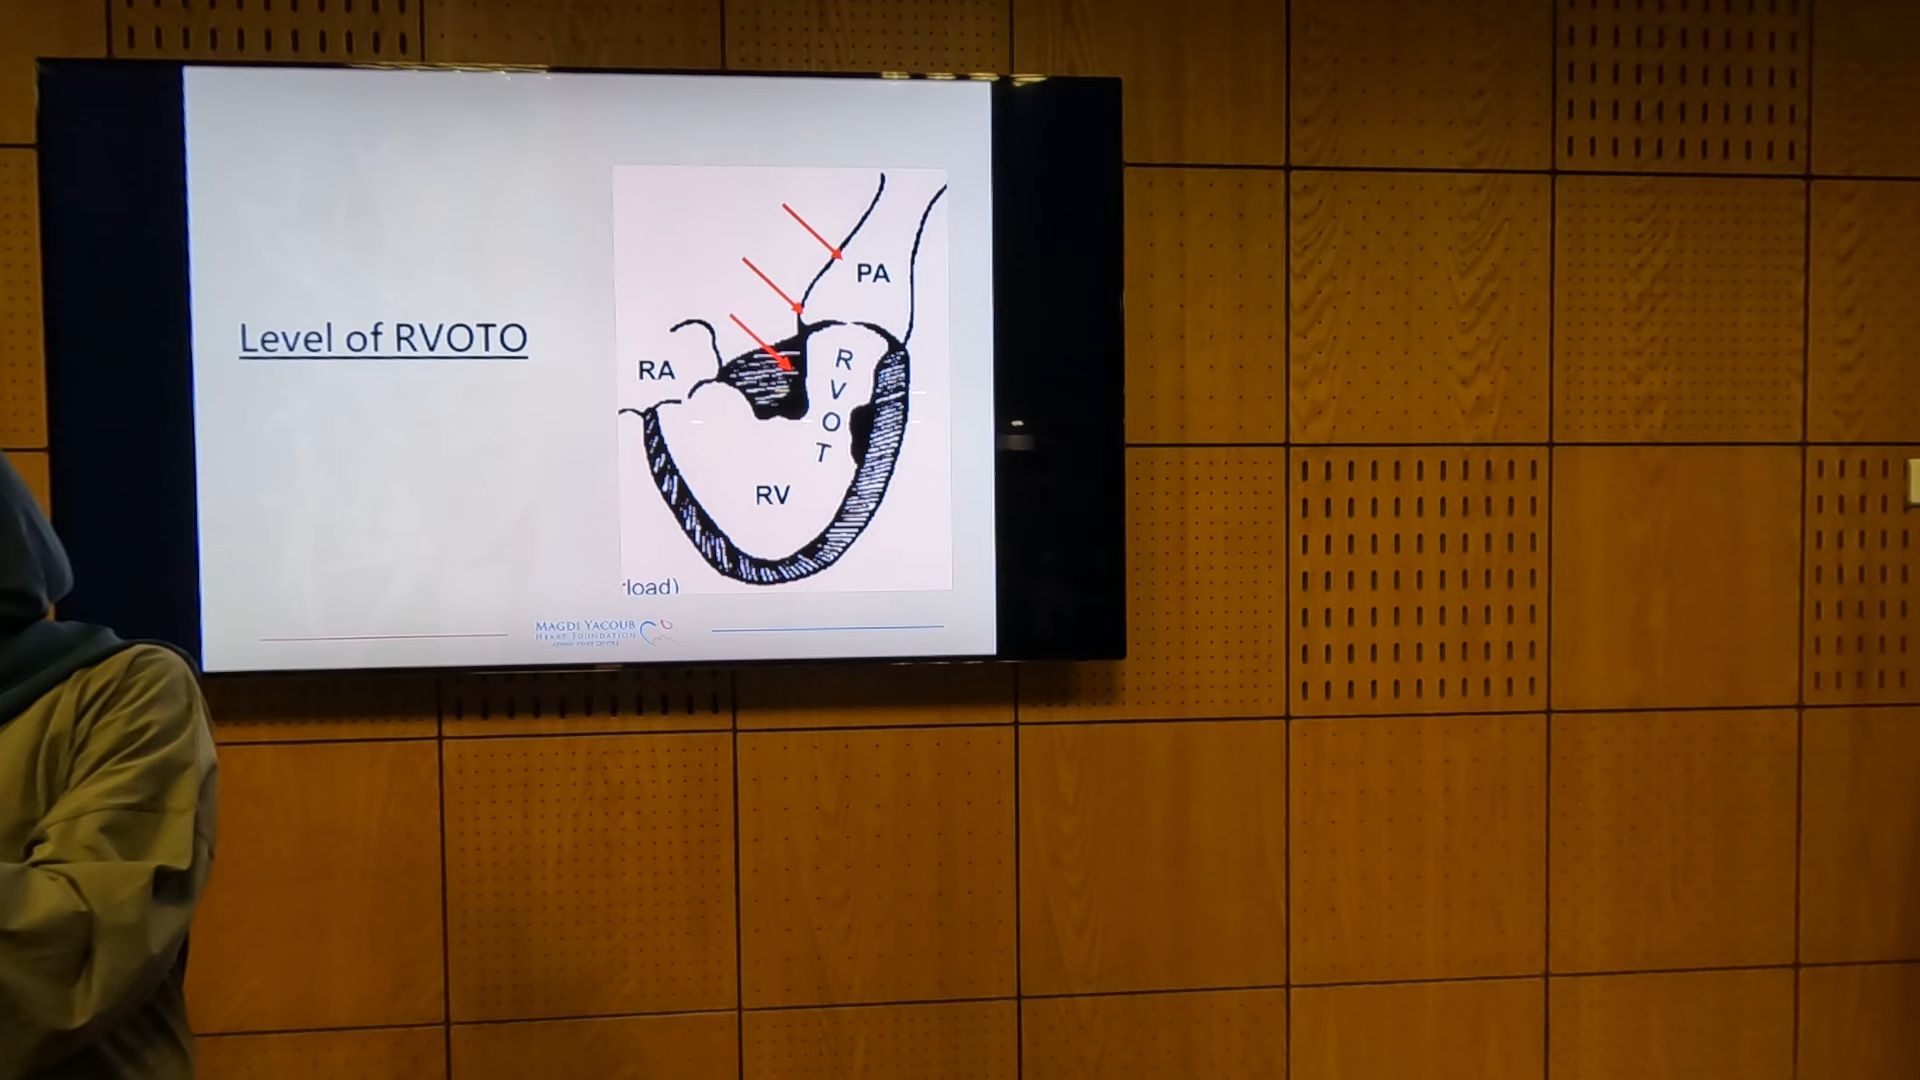 Level of RVOTO
PA
RA
R
V
O
T
RV
rload)
MAGDI YACOUB
HEART FOUNDATION